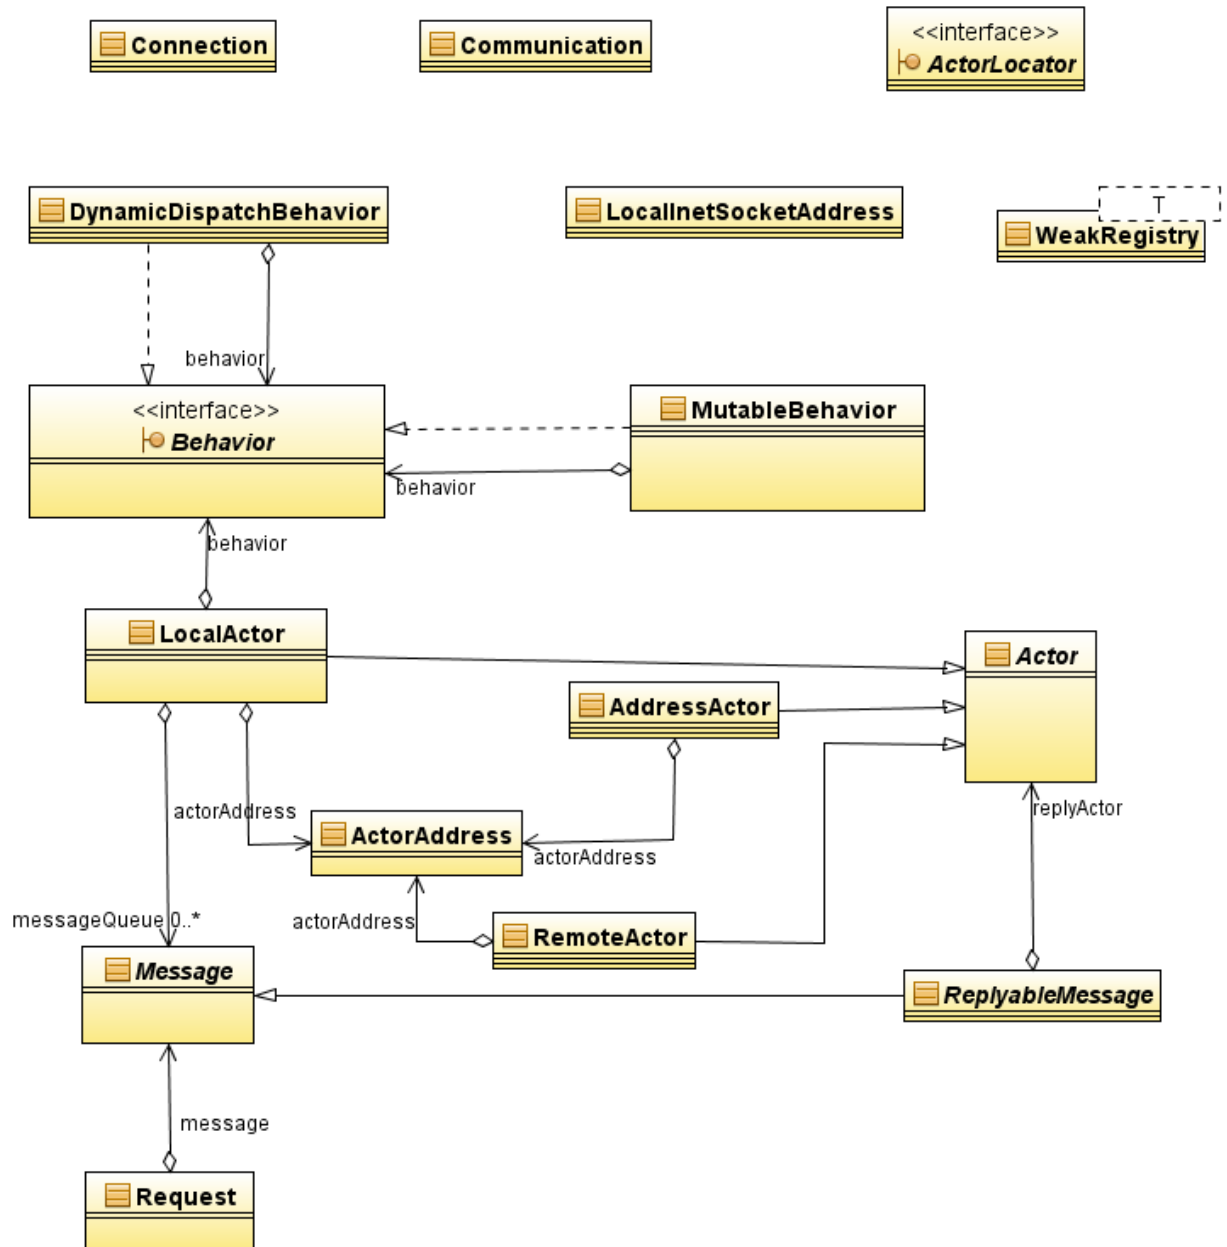 Connection
Communication
<<interface>>
ActorLocator
DynamicDispatchBehavior
LocalInetSocketAddress
T
WeakRegistry
behavior
<<interface>>
Behavior
MutableBehavior
behavior
behavior
LocalActor
Actor
AddressActor
actorAddress
replyActor
ActorAddress
actorAddress
messageQueue 0..*
actorAddress
RemoteActor
Message
ReplyableMessage
message
Request